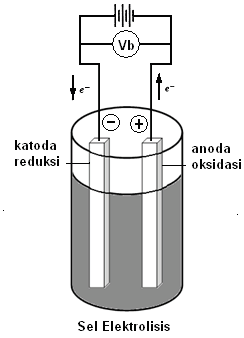 Vb
e⁻ e⁻
− +
katoda
reduksi
anoda
oksidasi
Sel Elektrolisis